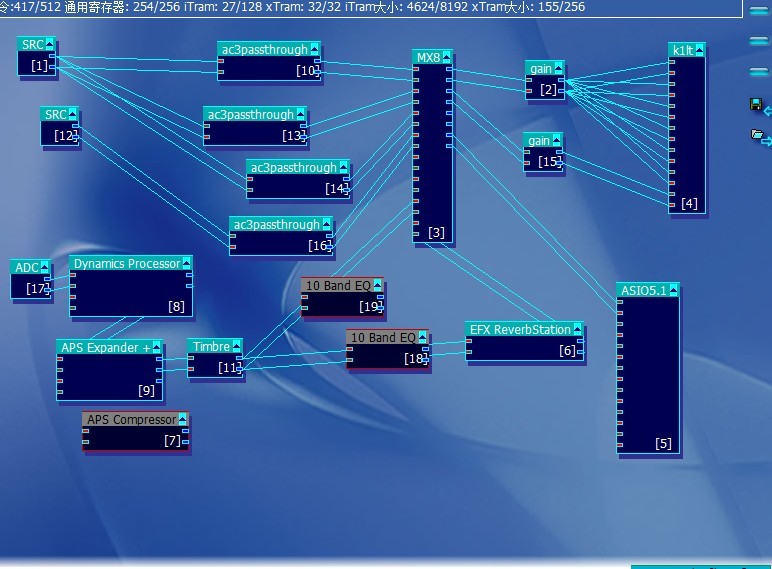 令:417/512 通用寄存器: 254/256 iTram: 27/128 xTram: 32/32 iTram大小: 4624/8192 xTram大小: 155/256
SRC
[1]
ac3passthrough
[10]
MX8
[3]
gain
[2]
k1lt
[4]
SRC
[12]
ac3passthrough
[13]
gain
[15]
ac3passthrough
[14]
ac3passthrough
[16]
ADC
[17]
Dynamics Processor
[8]
10 Band EQ
[19]
ASIO5.1
[5]
APS Expander +
[9]
Timbre
[11]
10 Band EQ
[18]
EFX ReverbStation
[6]
APS Compressor
[7]